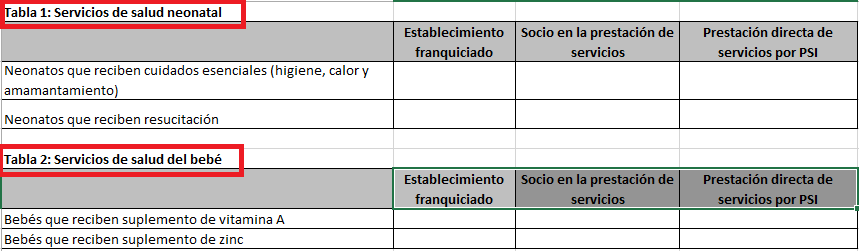 Tabla 1: Servicios de salud neonatal
Establecimiento franquiciado
Socio en la prestación de servicios
Prestación directa de servicios por PSI
Neonatos que reciben cuidados esenciales (higiene, calor y
amamantamiento)
Neonatos que reciben resucitación
Tabla 2: Servicios de salud del bebé
Establecimiento franquiciado
Socio en la prestación de servicios
Prestación directa de servicios por PSI
Bebés que reciben suplemento de vitamina A
Bebés que reciben suplemento de zinc